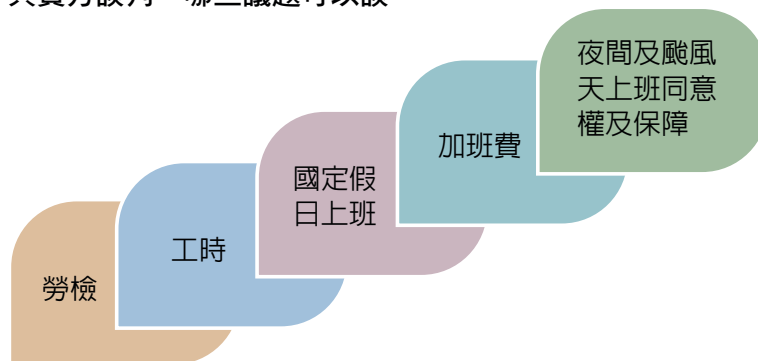 勞檢
工時
國定假
日上班
加班費
夜間及颱風
天上班同意
權及保障